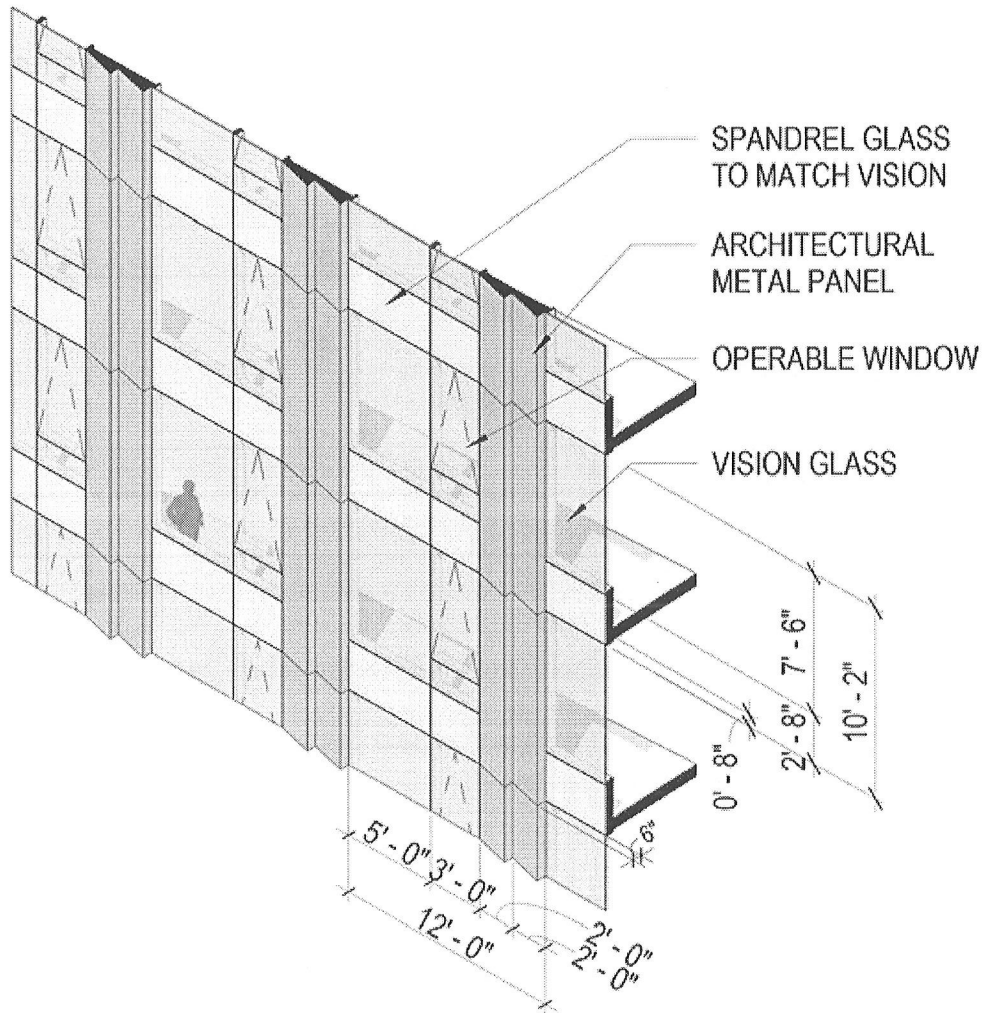 SPANDREL GLASS
TO MATCH VISION
ARCHITECTURAL
METAL PANEL
OPERABLE WINDOW
VISION GLASS
7' - 6"
10' - 2"
2' - 8"
0' - 8"
6"
5' - 0"
3' - 0"
2' - 0"
2' - 0"
12' - 0"